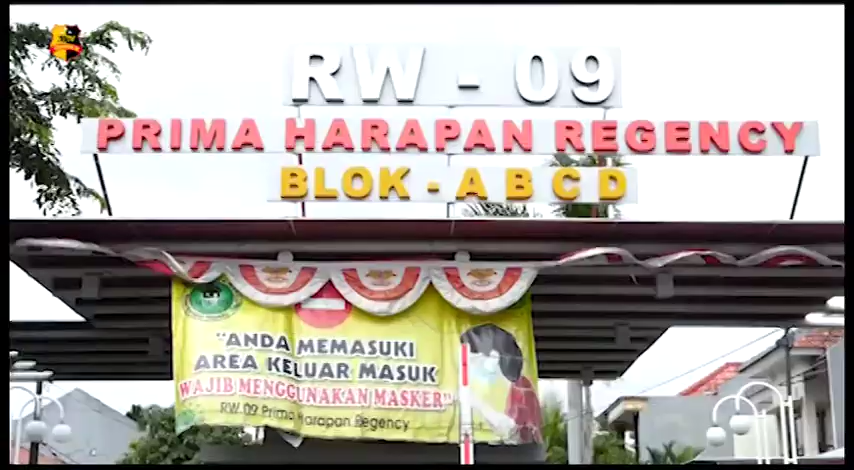 RW - 09
PRIMA HARAPAN REGENCY
BLOK - A B C D
"ANDA MEMASUKI
AREA KELUAR MASUK
WAJIB MENGGUNAKAN MASKER"
RW 09 Prima Harapan Regency